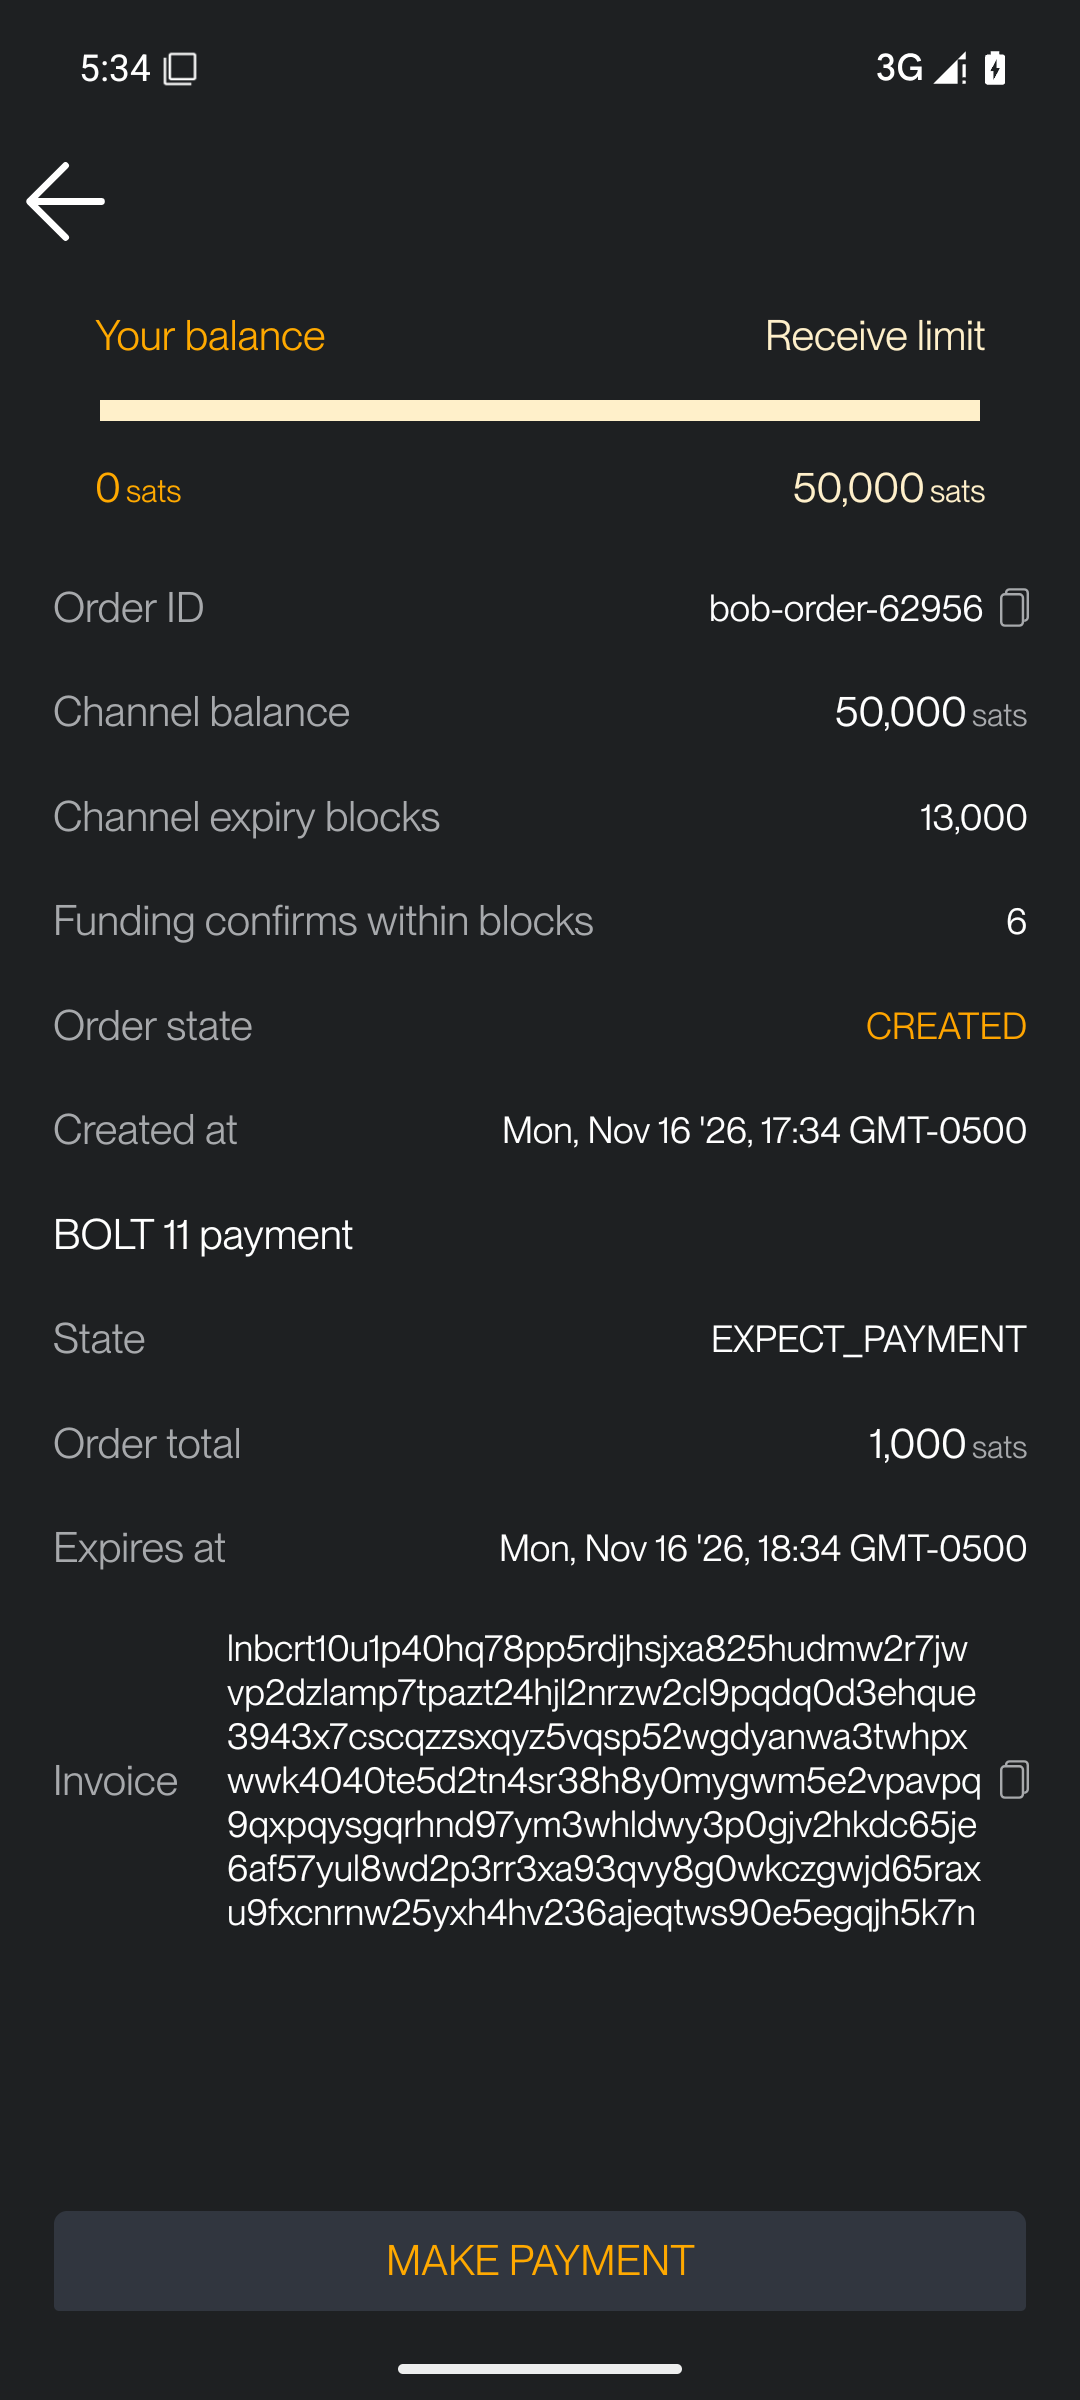 5:34
3G
Your balance
Receive limit
0 sats
50,000 sats
Order ID
bob-order-62956
Channel balance
50,000 sats
Channel expiry blocks
13,000
Funding confirms within blocks
6
Order state
CREATED
Created at
Mon, Nov 16 '26, 17:34 GMT-0500
BOLT 11 payment
State
EXPECT_PAYMENT
Order total
1,000 sats
Expires at
Mon, Nov 16 '26, 18:34 GMT-0500
Invoice
lnbcrt10u1p40hq78pp5rdjhsjxa825hudmw2r7jw
vp2dzlamp7tpazt24hjl2nrzw2cl9pqdq0d3ehque
3943x7cscqzzsxqyz5vqsp52wgdyanwa3twhpx
wwk4040te5d2tn4sr38h8y0mygwm5e2vpavpq
9qxpqysgqrhnd97ym3whldwy3p0gjv2hkdc65je
6af57yul8wd2p3rr3xa93qvy8g0wkczgwjd65rax
u9fxcnrnw25yxh4hv236ajeqtws90e5egqjh5k7n
MAKE PAYMENT